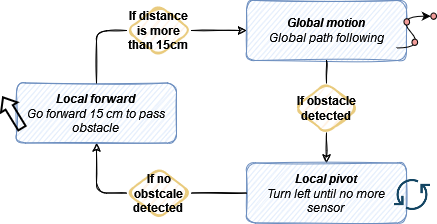 If distance
is more
than 15cm
Global motion
Global path following
If obstacle
detected
Local forward
Go forward 15 cm to pass
obstacle
If no
obstcale
detected
Local pivot
Turn left until no more
sensor